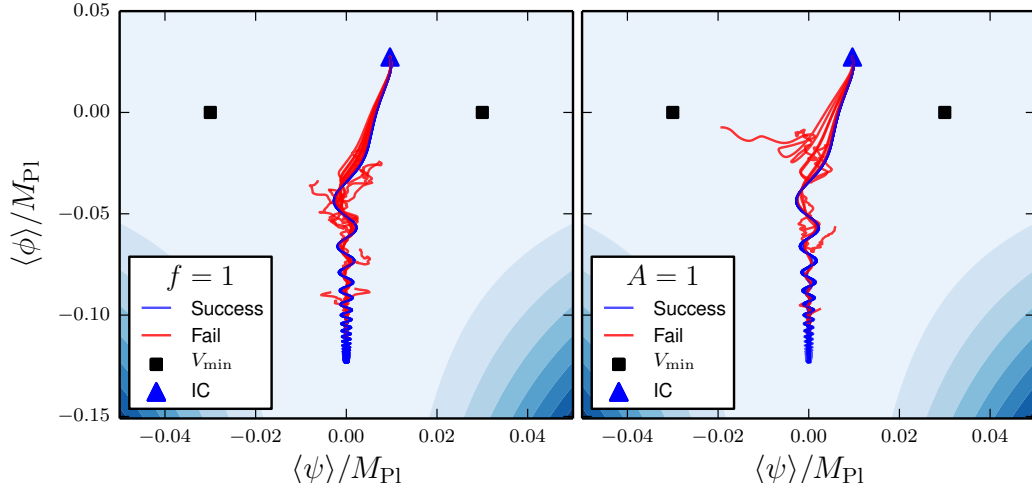 0.05
0.00
−0.05
−0.10
−0.15
⟨ϕ⟩/M_Pl
f = 1
Success
Fail
V_min
IC
−0.04 −0.02 0.00 0.02 0.04
⟨ψ⟩/M_Pl
A = 1
Success
Fail
V_min
IC
−0.04 −0.02 0.00 0.02 0.04
⟨ψ⟩/M_Pl